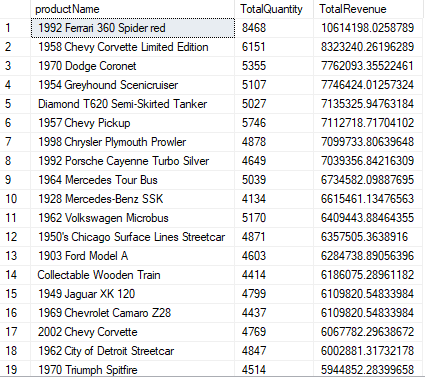 productName TotalQuantity TotalRevenue
1 1992 Ferrari 360 Spider red 8468 10614198.0258789
2 1958 Chevy Corvette Limited Edition 6151 8323240.26196289
3 1970 Dodge Coronet 5355 7762093.35522461
4 1954 Greyhound Scenicruiser 5107 7746424.01257324
5 Diamond T620 Semi-Skirted Tanker 5027 7135325.94763184
6 1957 Chevy Pickup 5746 7112718.71704102
7 1998 Chrysler Plymouth Prowler 4878 7099733.80639648
8 1992 Porsche Cayenne Turbo Silver 4649 7039356.84216309
9 1964 Mercedes Tour Bus 5039 6734582.09887695
10 1928 Mercedes-Benz SSK 4134 6615461.13476563
11 1962 Volkswagen Microbus 5170 6409443.88464355
12 1950's Chicago Surface Lines Streetcar 4871 6357505.3638916
13 1903 Ford Model A 4603 6284738.89056396
14 Collectable Wooden Train 4414 6186075.28961182
15 1949 Jaguar XK 120 4799 6109820.54833984
16 1969 Chevrolet Camaro Z28 4437 6109820.54833984
17 2002 Chevy Corvette 4769 6067782.29638672
18 1962 City of Detroit Streetcar 4847 6002881.31732178
19 1970 Triumph Spitfire 4514 5944852.28399658